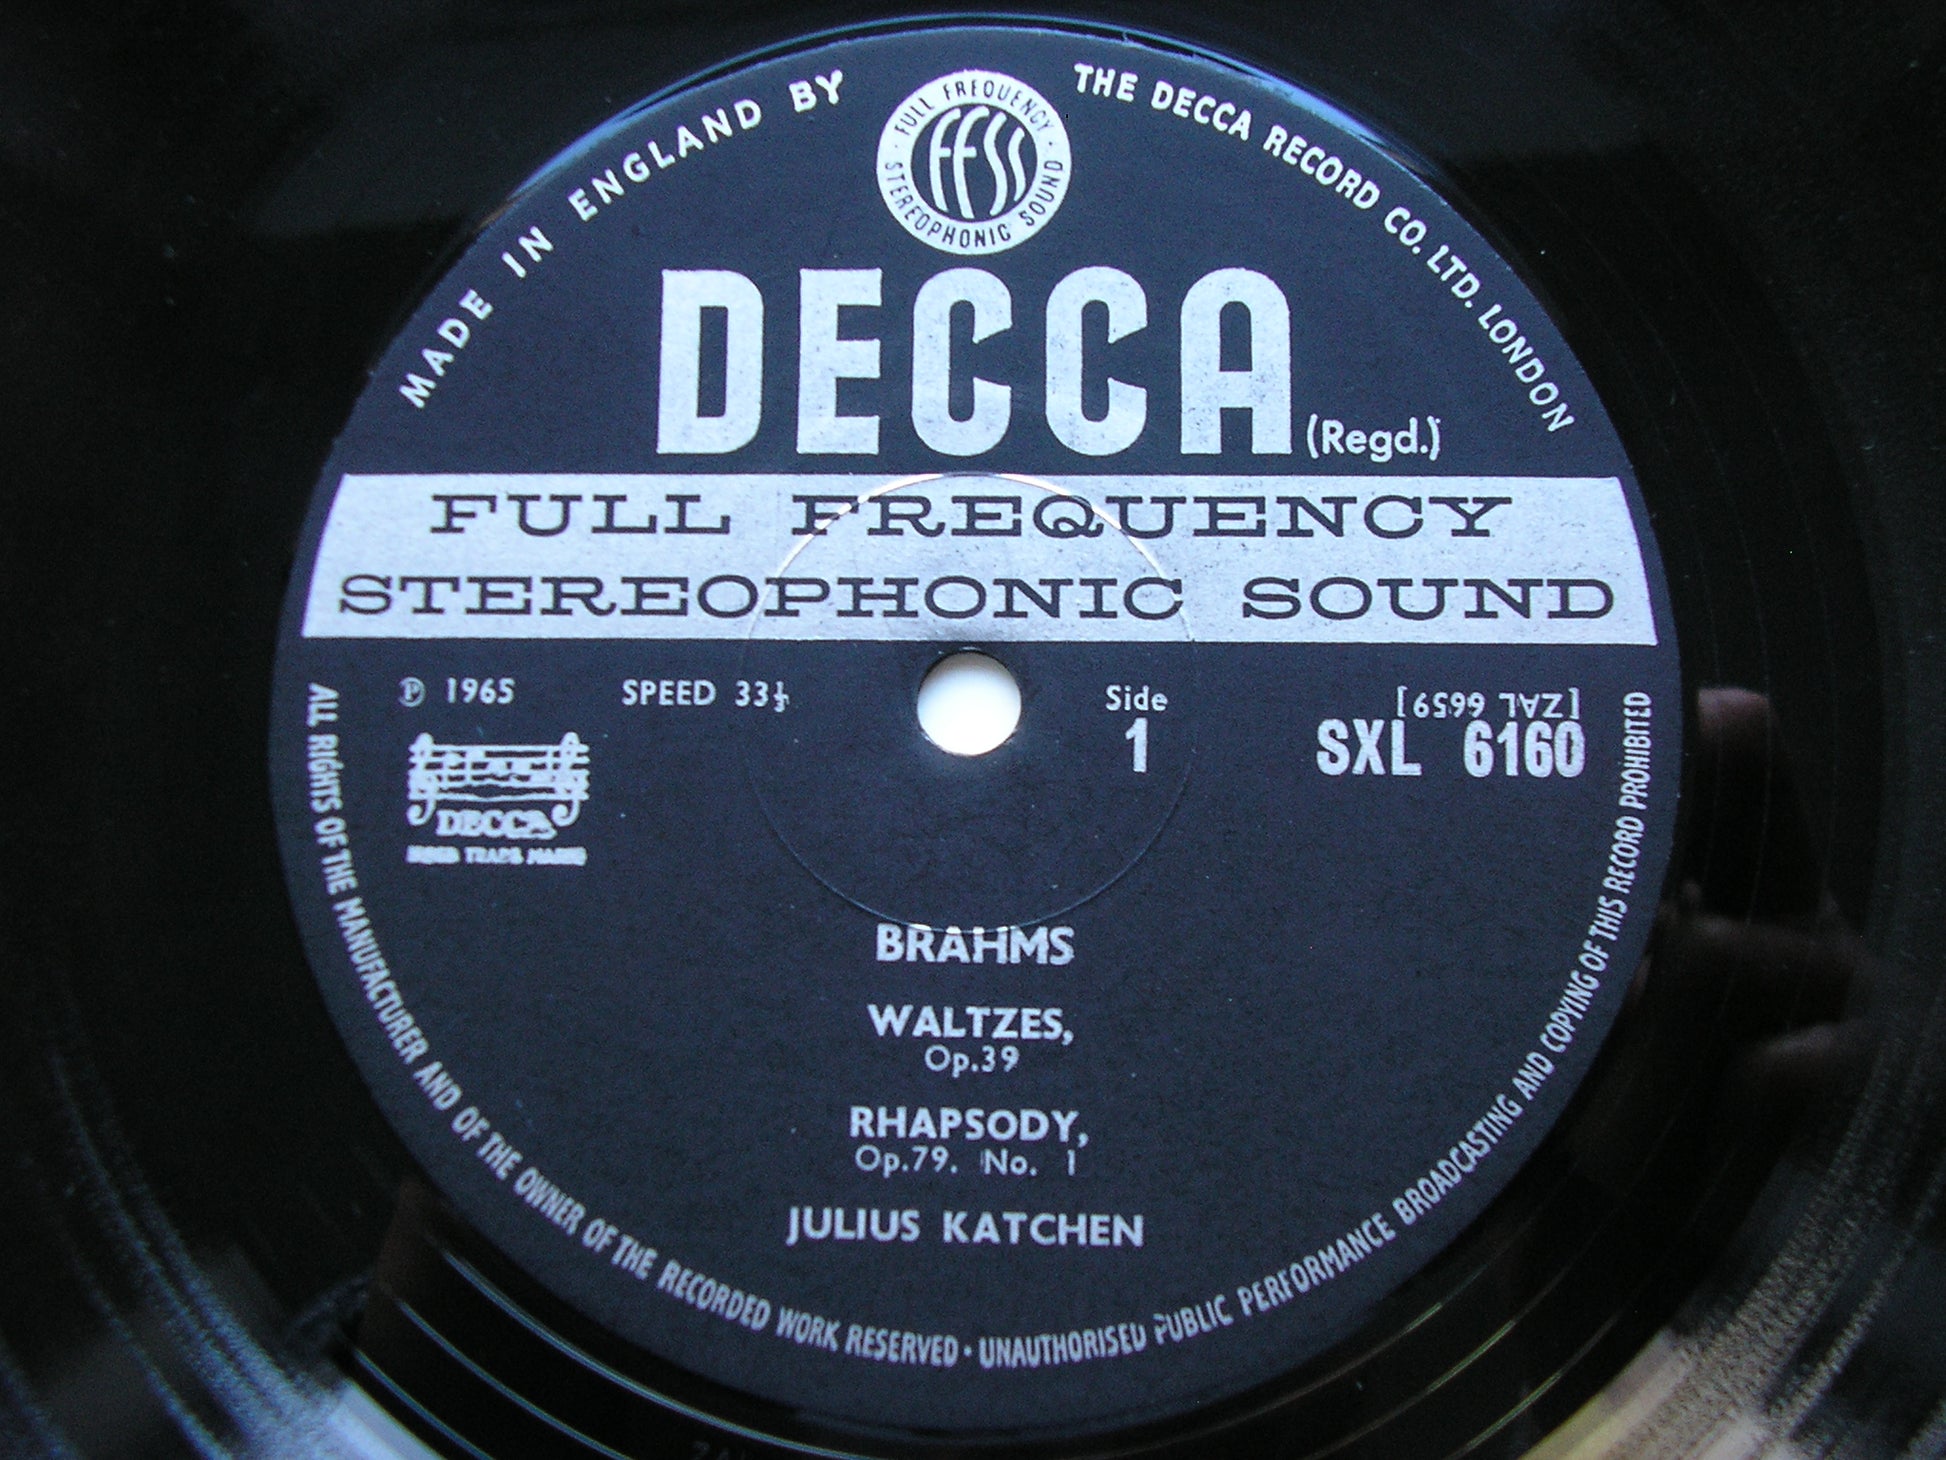 MADE IN ENGLAND BY
THE DECCA RECORD CO. LTD. LONDON
FULL FREQUENCY
FFSS
STEREOPHONIC SOUND
DECCA (Regd.)
FULL FREQUENCY
STEREOPHONIC SOUND
℗ 1965
SPEED 33⅓
Side
1
[ZAL 6659]
SXL 6160
DECCA
TRADE MARK
BRAHMS
WALTZES,
Op.39
RHAPSODY,
Op.79. No. 1
JULIUS KATCHEN
ALL RIGHTS OF THE MANUFACTURER AND OF THE OWNER OF THE RECORDED WORK RESERVED · UNAUTHORISED PUBLIC PERFORMANCE BROADCASTING AND COPYING OF THIS RECORD PROHIBITED